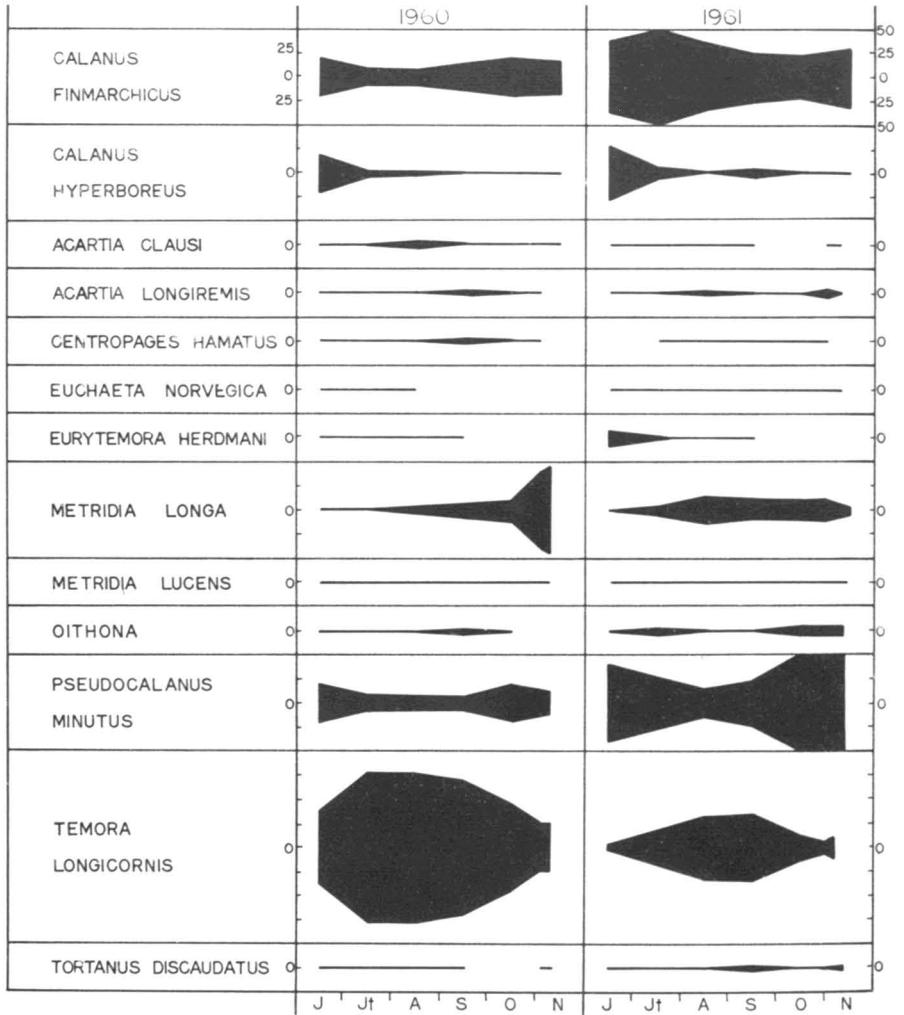 1960 1961
50
CALANUS 25 25
0 0
FINMARCHICUS 25 25
50
CALANUS
0 0
HYPERBOREUS
ACARTIA CLAUSI 0 0
ACARTIA LONGIREMIS 0 0
CENTROPAGES HAMATUS 0 0
EUCHAETA NORVEGICA 0 0
EURYTEMORA HERDMANI 0 0
METRIDIA LONGA 0 0
METRIDIA LUCENS 0 0
OITHONA 0 0
PSEUDOCALANUS
0 0
MINUTUS
TEMORA
0 0
LONGICORNIS
TORTANUS DISCAUDATUS 0 0
J J† A S O N J J† A S O N